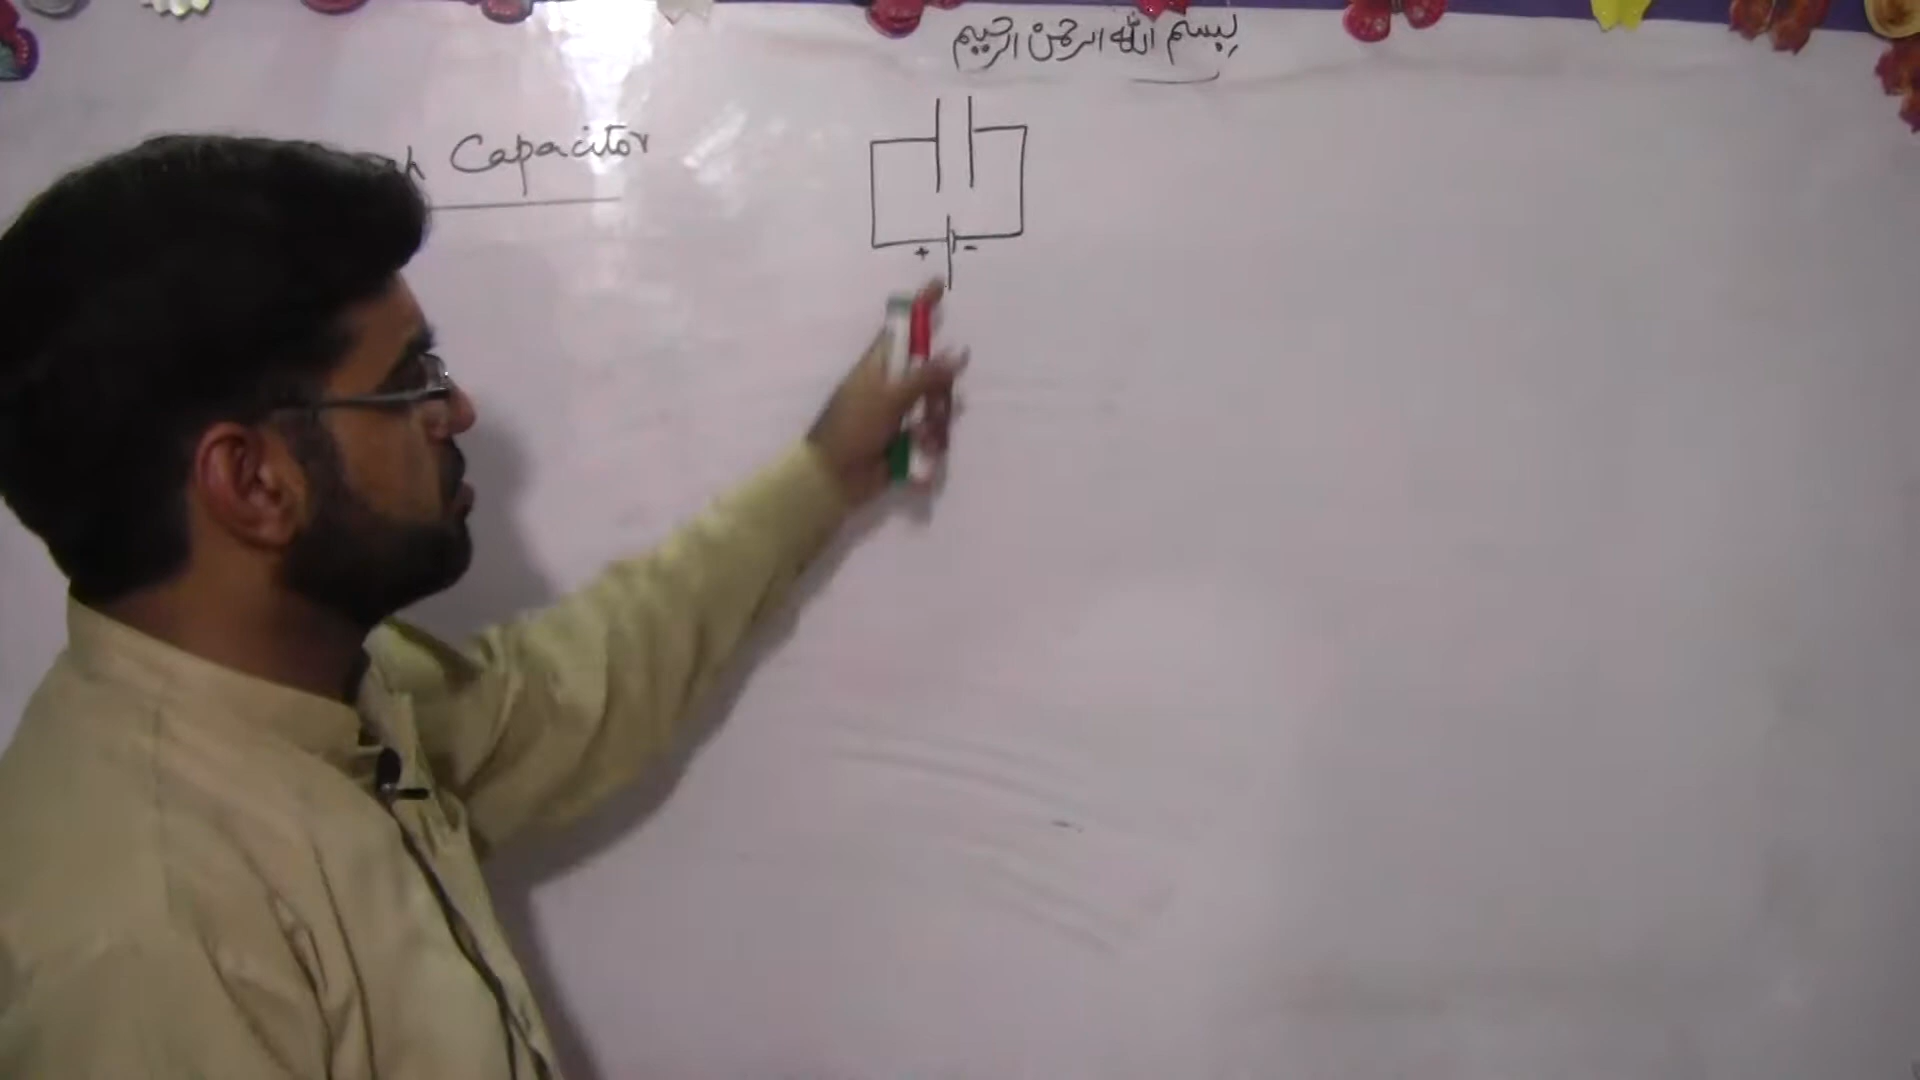 بسم اللہ الرحمن الرحیم
Capacitor
+ -